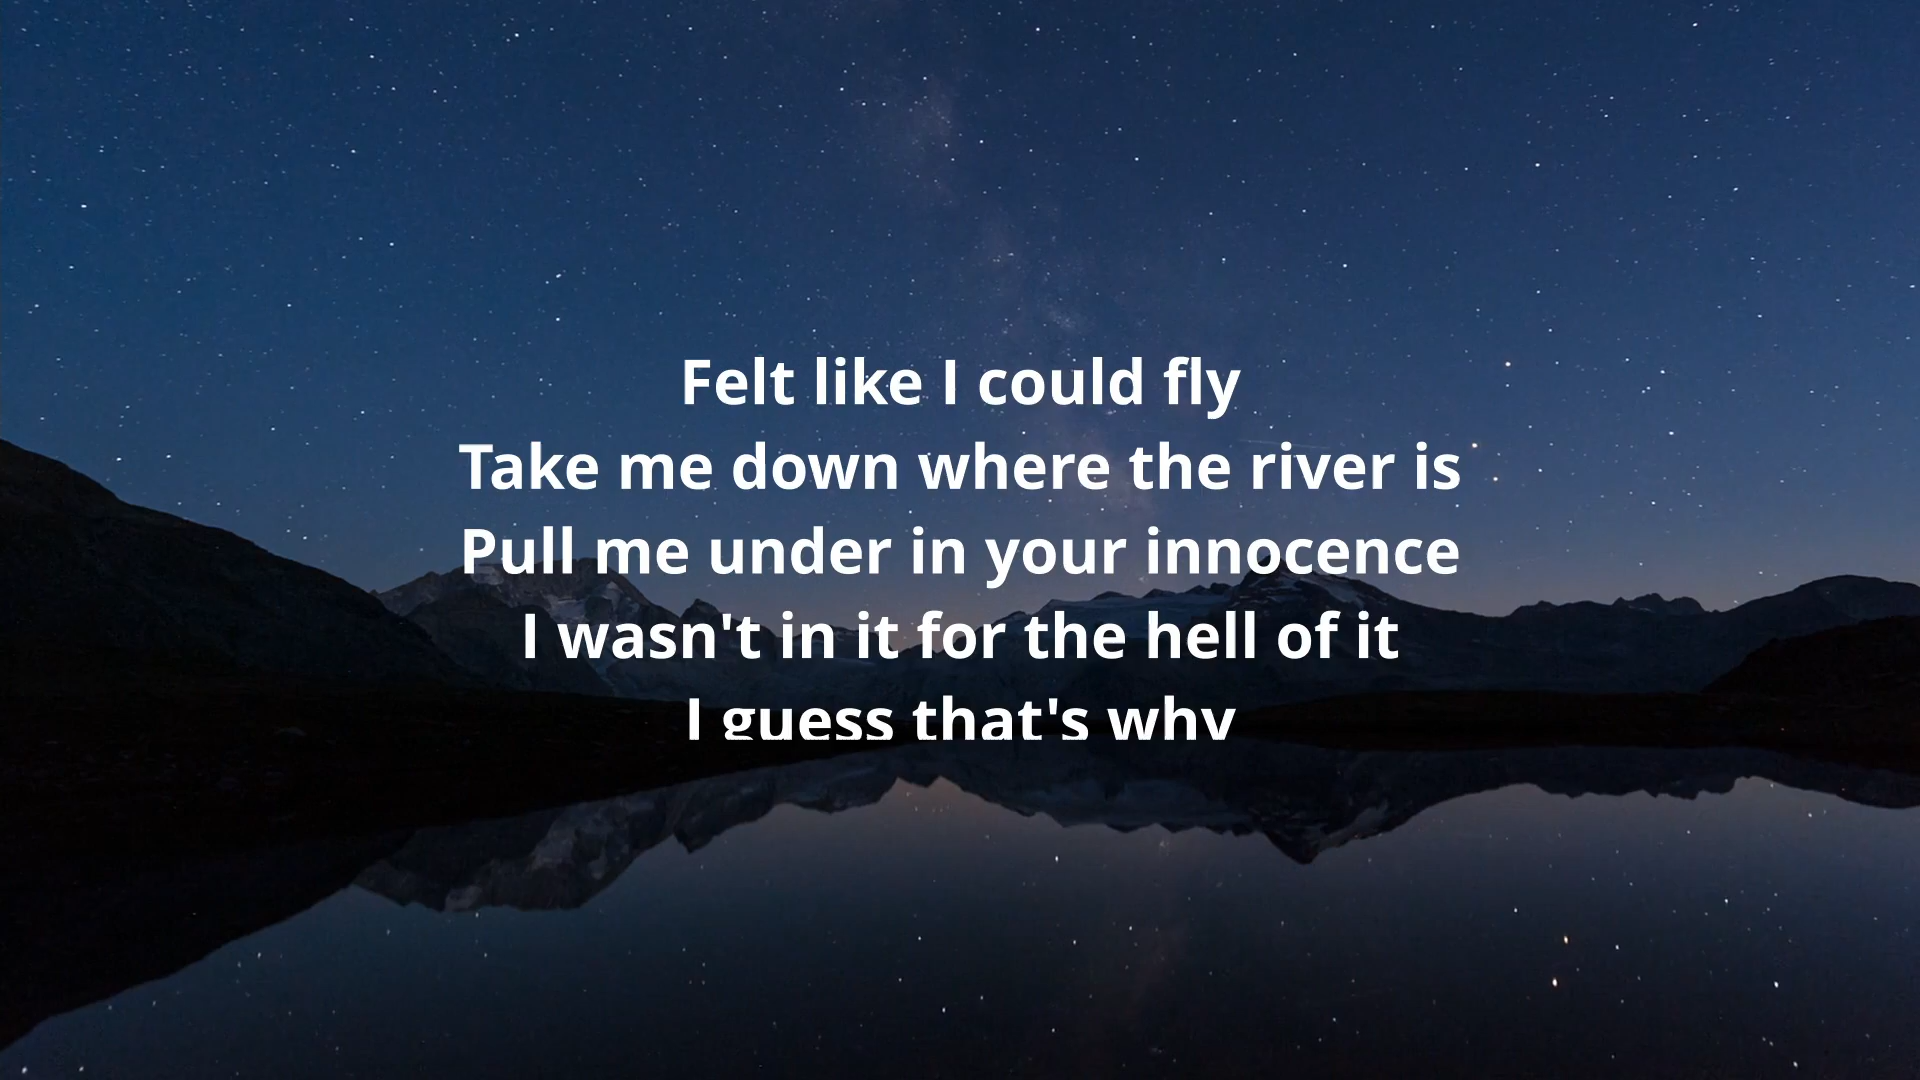 Felt like I could fly
Take me down where the river is
Pull me under in your innocence
I wasn't in it for the hell of it
I guess that's why